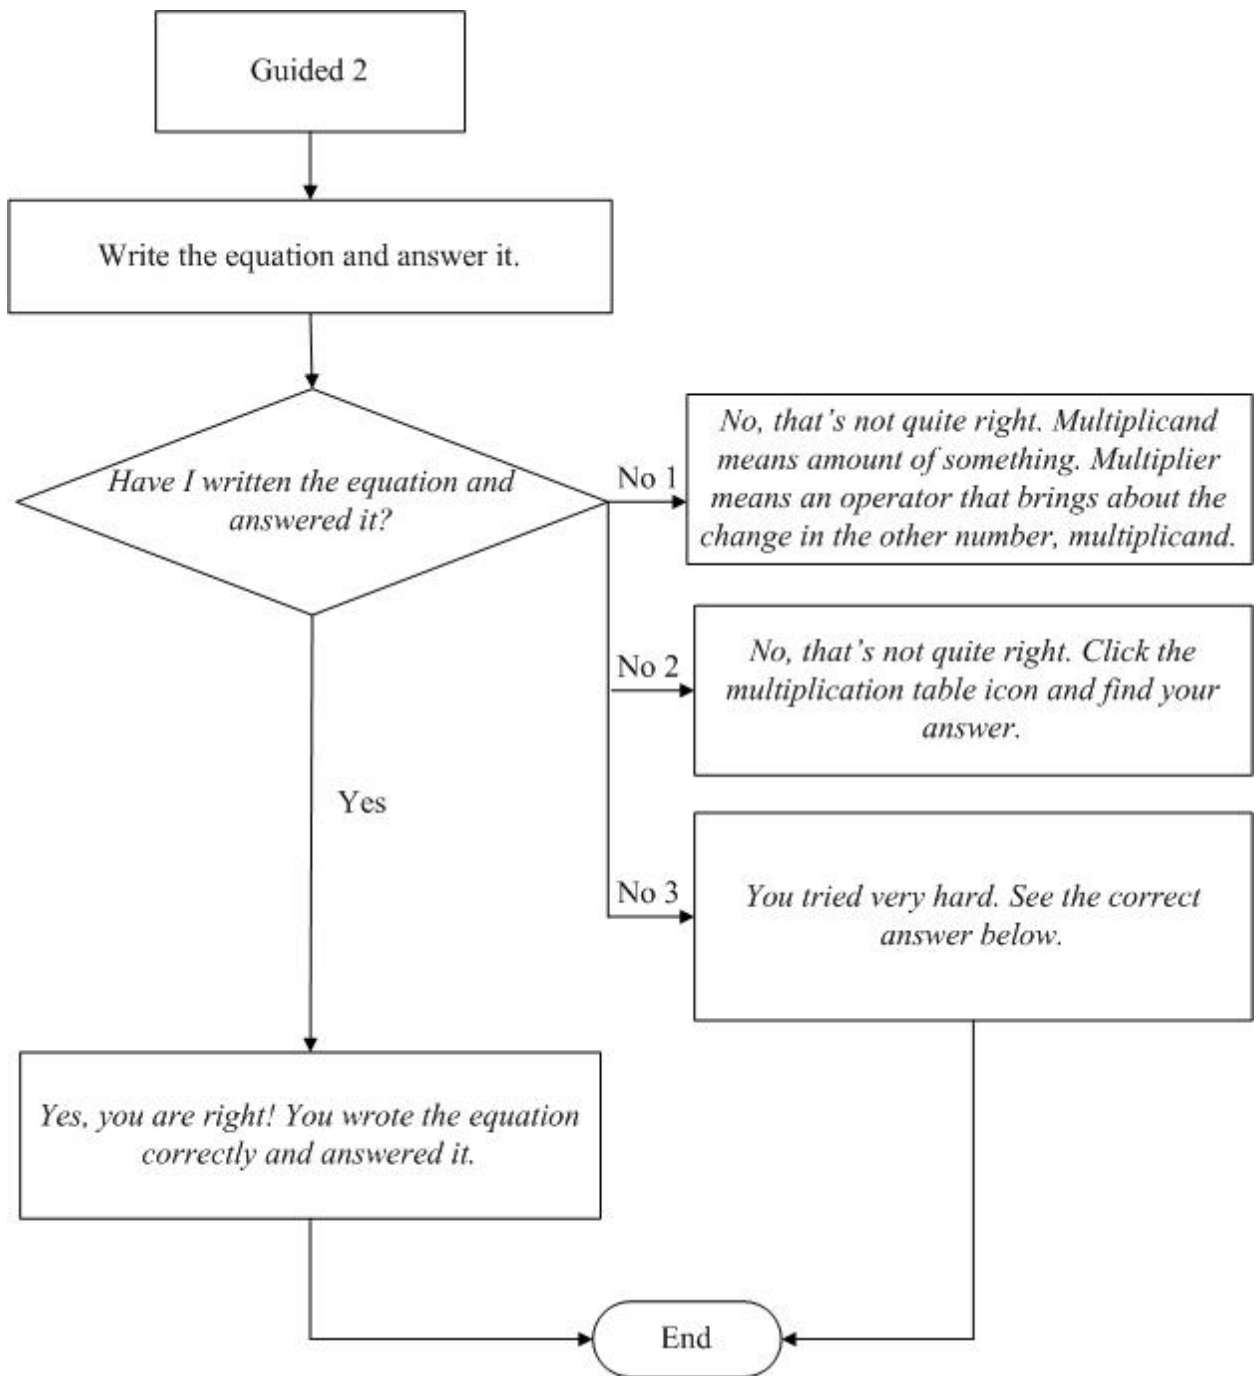 Guided 2
Write the equation and answer it.
Have I written the equation and
answered it?
No 1
No, that's not quite right. Multiplicand
means amount of something. Multiplier
means an operator that brings about the
change in the other number, multiplicand.
No 2
No, that's not quite right. Click the
multiplication table icon and find your
answer.
Yes
No 3
You tried very hard. See the correct
answer below.
Yes, you are right! You wrote the equation
correctly and answered it.
End